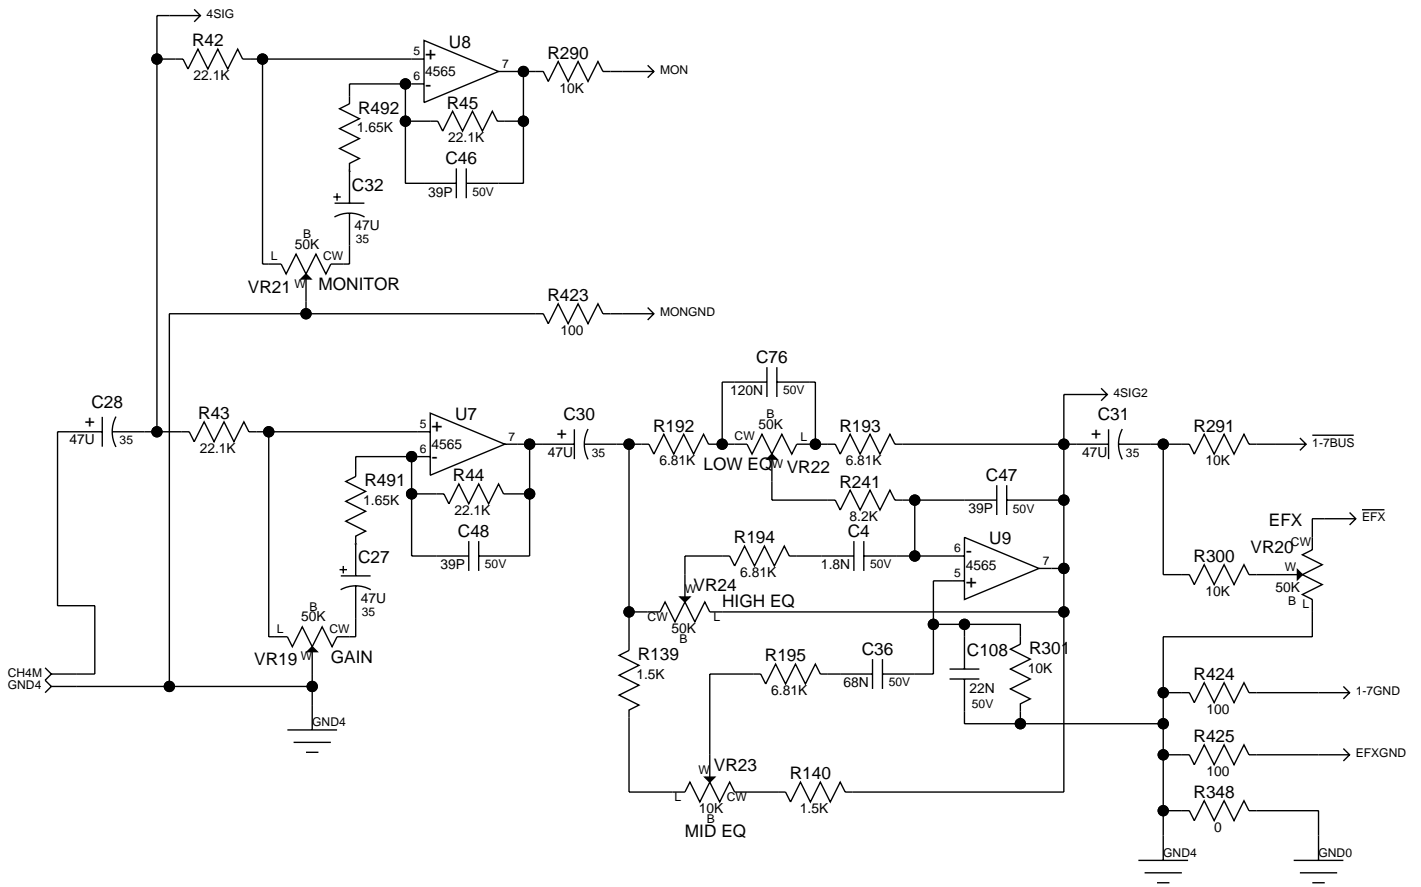 4SIG
R42
22.1K
5
+
U8
4565
6
-
7
R290
10K
MON
R492
1.65K
R45
22.1K
C46
39P
50V
C32
+
47U
35
B
50K
L
CW
VR21
W
MONITOR
R423
100
MONGND
C28
+
47U
35
R43
22.1K
5
+
U7
4565
6
-
7
C30
+
47U
35
R491
1.65K
R44
22.1K
C48
39P
50V
C27
+
47U
35
B
50K
L
CW
VR19
W
GAIN
CH4M
GND4
GND4
C76
120N
50V
R192
6.81K
B
50K
CW
L
LOW EQ
W
VR22
R193
6.81K
4SIG2
C31
+
47U
35
R291
10K
1-7BUS
R241
8.2K
C47
39P
50V
R194
6.81K
C4
1.8N
50V
6
-
U9
4565
5
+
7
W
VR24
HIGH EQ
CW
50K
L
B
R139
1.5K
R195
6.81K
C36
68N
50V
C108
22N
50V
R301
10K
W
VR23
L
10K
CW
B
MID EQ
R140
1.5K
EFX
EFX
VR20
CW
W
50K
B
L
R300
10K
R424
100
1-7GND
R425
100
EFXGND
R348
0
GND4
GND0